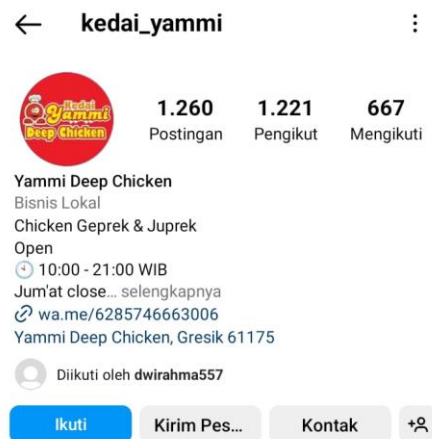 kedai_yammi
Kedai
Yammi
Deep Chicken
1.260 1.221 667
Postingan Pengikut Mengikuti
Yammi Deep Chicken
Bisnis Lokal
Chicken Geprek & Juprek
Open
10:00 - 21:00 WIB
Jum'at close... selengkapnya
wa.me/6285746663006
Yammi Deep Chicken, Gresik 61175
Diikuti oleh dwirahma557
Ikuti Kirim Pes... Kontak